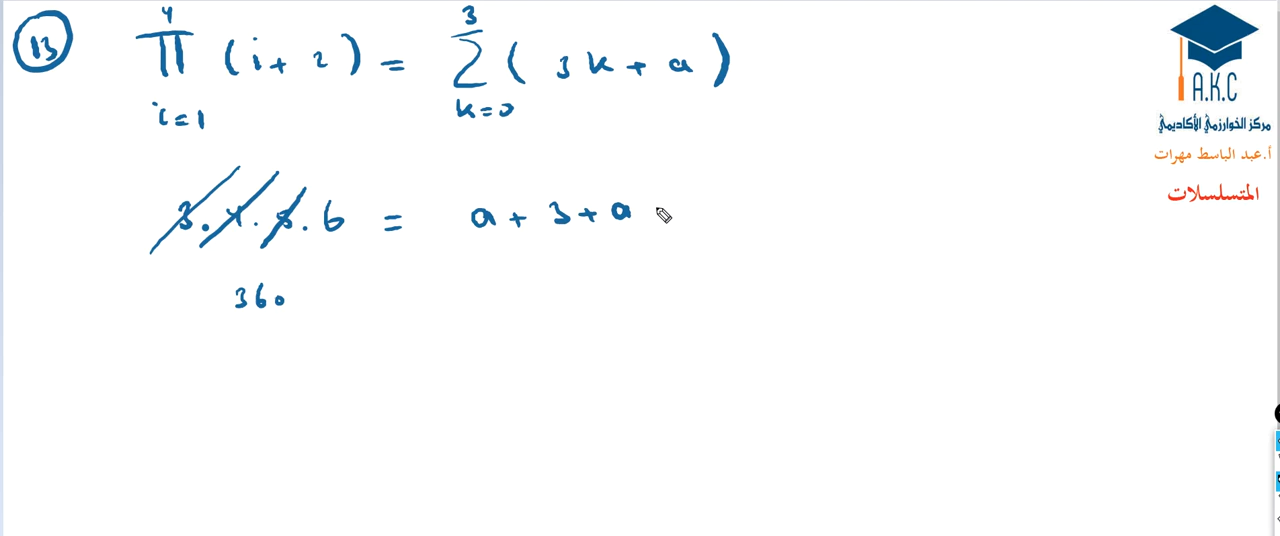 13
4
∏ (i+2) =
i=1
3
∑ (3k+a)
k=0
3.4.5.6 = a+3+a
360
A.K.C
مركز الخوارزمي الأكاديمي
أ.عبد الباسط مهرات
المتسلسلات